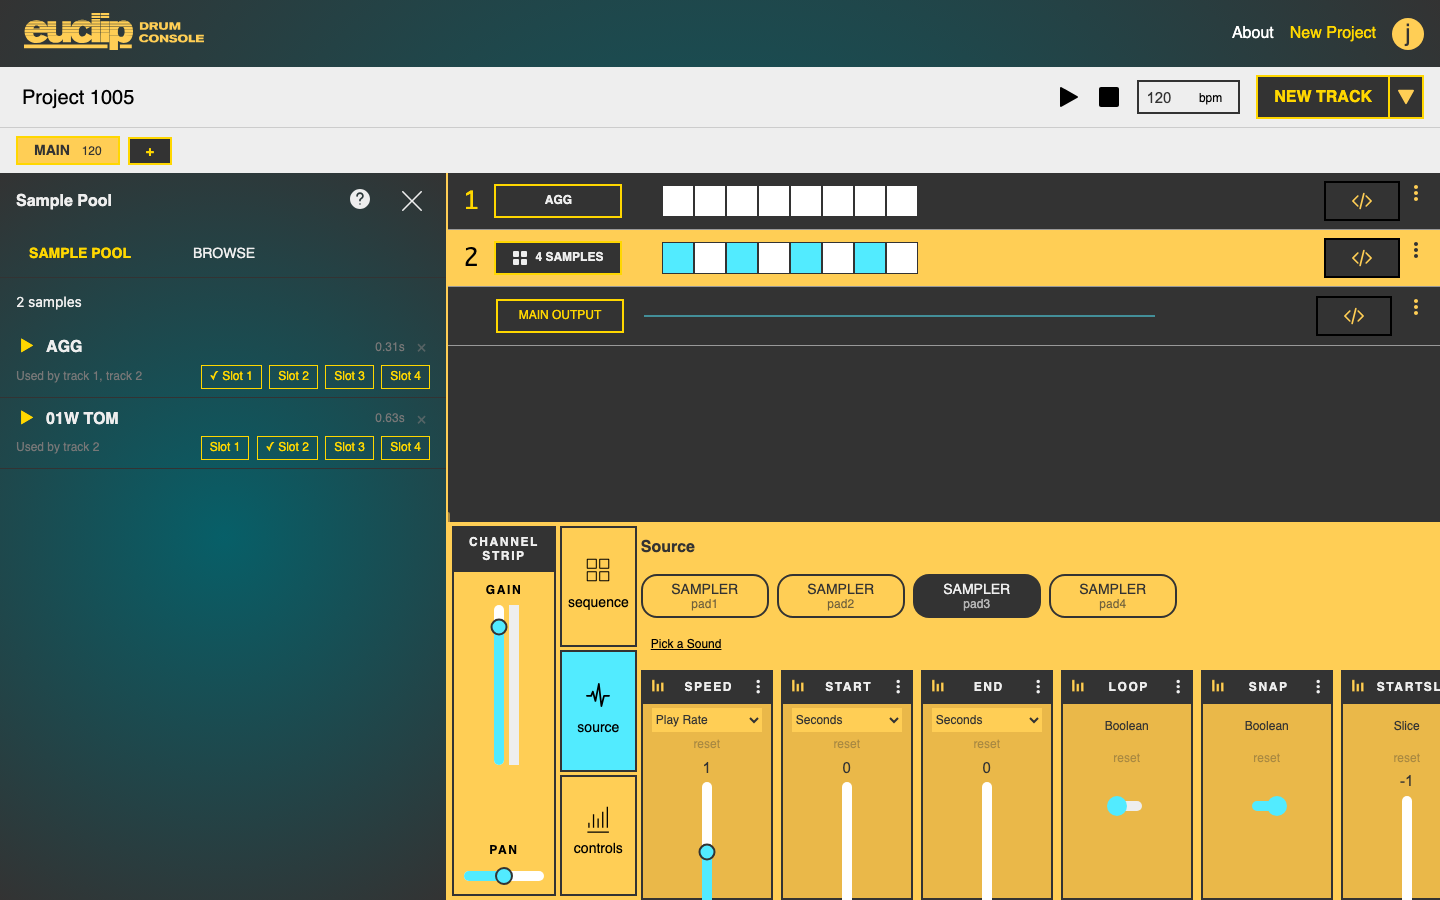 euclip DRUM CONSOLE
About New Project j
Project 1005
120 bpm
NEW TRACK
MAIN 120
+
Sample Pool ?
SAMPLE POOL BROWSE
2 samples
AGG 0.31s ×
Used by track 1, track 2 ✓ Slot 1 Slot 2 Slot 3 Slot 4
01W TOM 0.63s ×
Used by track 2 Slot 1 ✓ Slot 2 Slot 3 Slot 4
1 AGG </>
2 4 SAMPLES </>
MAIN OUTPUT </>
CHANNEL
STRIP
GAIN
PAN
sequence
source
controls
Source
SAMPLER
pad1
SAMPLER
pad2
SAMPLER
pad3
SAMPLER
pad4
Pick a Sound
SPEED
Play Rate
reset
1
START
Seconds
reset
0
END
Seconds
reset
0
LOOP
Boolean
reset
SNAP
Boolean
reset
STARTSL
Slice
reset
-1